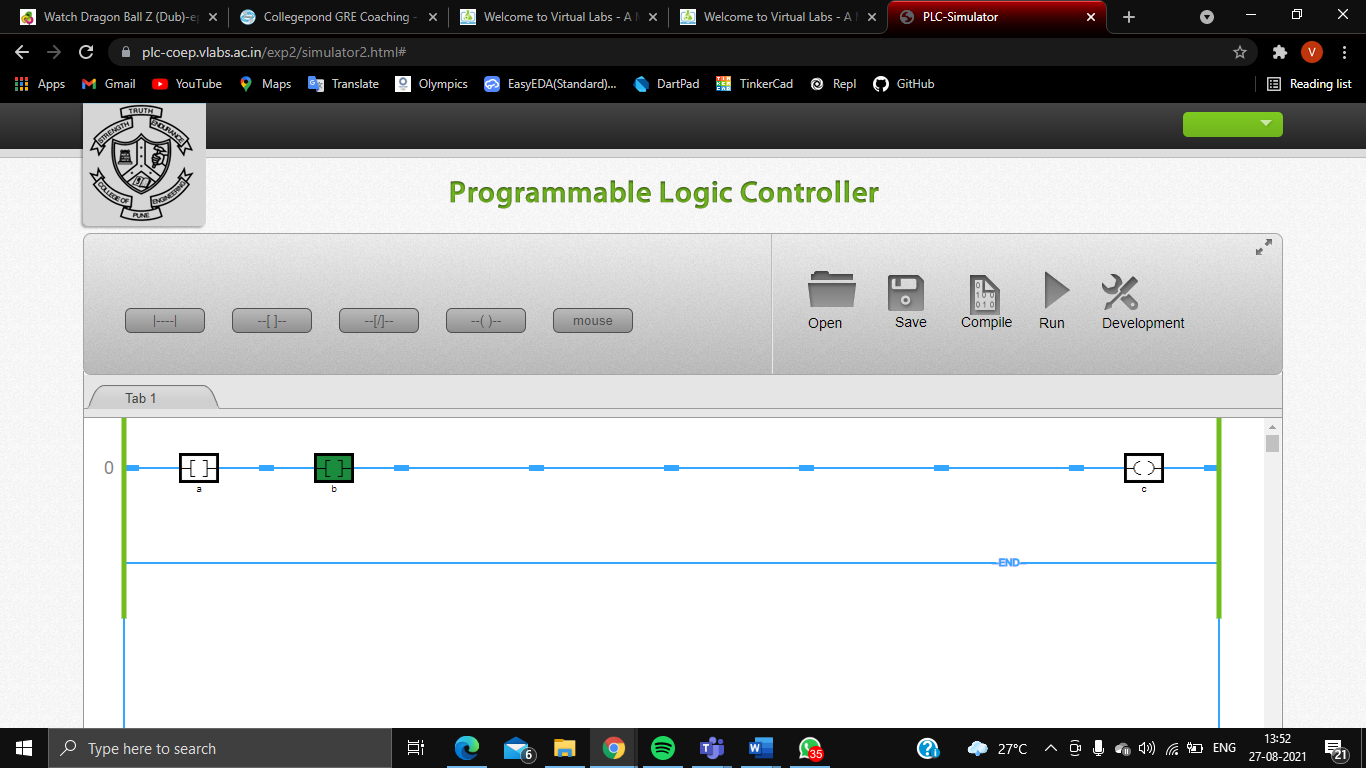 Watch Dragon Ball Z (Dub)-ep
Collegepond GRE Coaching -
Welcome to Virtual Labs - A M
Welcome to Virtual Labs - A M
PLC-Simulator
plc-coep.vlabs.ac.in/exp2/simulator2.html#
V
Apps
Gmail
YouTube
Maps
Translate
Olympics
EasyEDA(Standard)...
DartPad
TinkerCad
Repl
GitHub
Reading list
TRUTH
STRENGTH
ENDURANCE
COLLEGE OF
ENGINEERING
PUNE
Programmable Logic Controller
|----|
--[ ]--
--[/]--
--( )--
mouse
Open
Save
Compile
Run
Development
Tab 1
0
a
b
c
END
Type here to search
6
35
27°C
ENG
13:52
27-08-2021
21